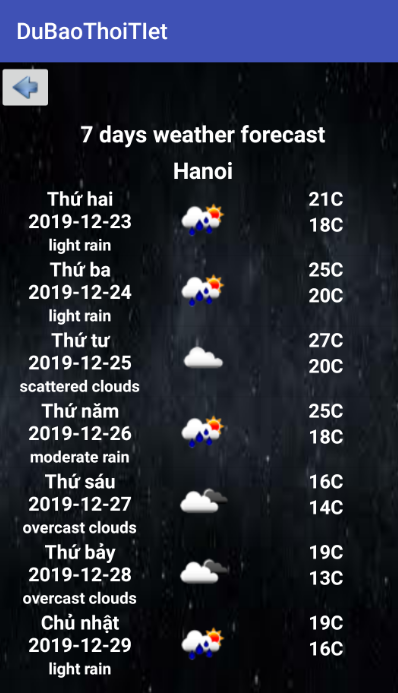 DuBaoThoiTIet
7 days weather forecast
Hanoi
Thứ hai
2019-12-23
light rain
21C
18C
Thứ ba
2019-12-24
light rain
25C
20C
Thứ tư
2019-12-25
scattered clouds
27C
20C
Thứ năm
2019-12-26
moderate rain
25C
18C
Thứ sáu
2019-12-27
overcast clouds
16C
14C
Thứ bảy
2019-12-28
overcast clouds
19C
13C
Chủ nhật
2019-12-29
light rain
19C
16C